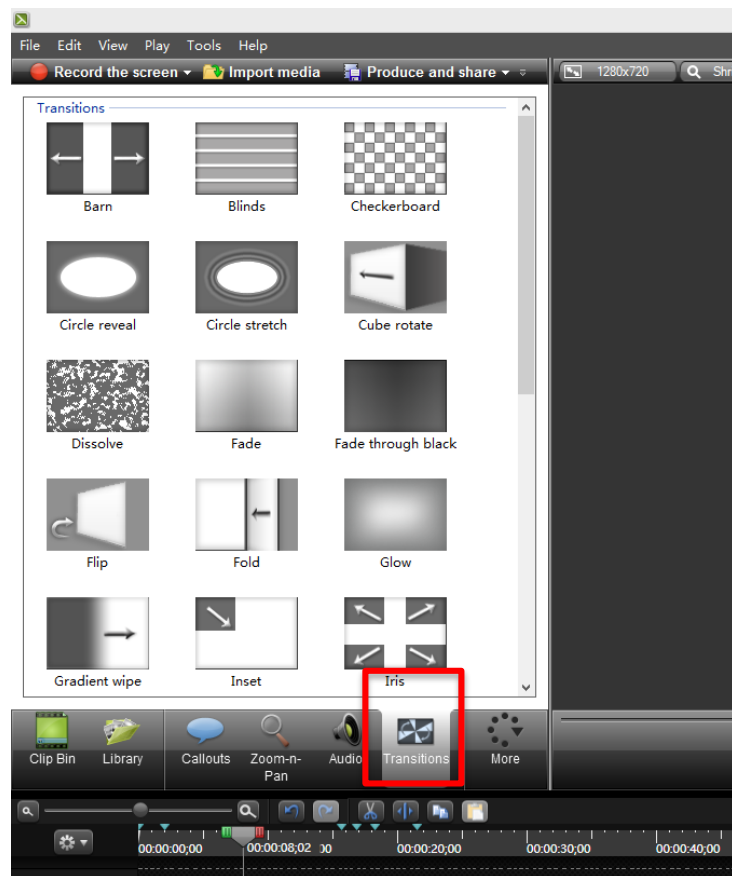 File Edit View Play Tools Help
Record the screen Import media Produce and share 1280x720 Shr
Transitions
Barn Blinds Checkerboard
Circle reveal Circle stretch Cube rotate
Dissolve Fade Fade through black
Flip Fold Glow
Gradient wipe Inset Iris
Clip Bin Library Callouts Zoom-n-Pan Audio Transitions More
00:00:00;00 00:00:08;02 00:00:20;00 00:00:30;00 00:00:40;00